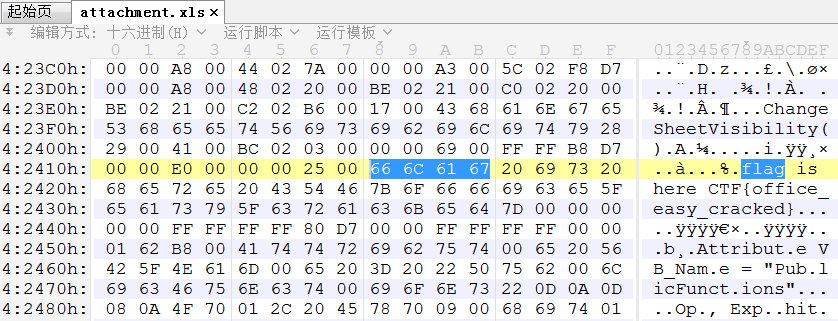 起始页 attachment.xls ×
编辑方式: 十六进制(H) 运行脚本 运行模板
0 1 2 3 4 5 6 7 8 9 A B C D E F 0123456789ABCDEF
4:23C0h: 00 00 A8 00 44 02 7A 00 00 00 A3 00 5C 02 F8 D7 ..¨.D.z...£.\.ø×
4:23D0h: 00 00 A8 00 48 02 20 00 BE 02 21 00 C0 02 20 00 ..¨.H. .¾.!.À. .
4:23E0h: BE 02 21 00 C2 02 B6 00 17 00 43 68 61 6E 67 65 ¾.!.Â.¶...Change
4:23F0h: 53 68 65 65 74 56 69 73 69 62 69 6C 69 74 79 28 SheetVisibility(
4:2400h: 29 00 41 00 BC 02 03 00 00 00 69 00 FF FF B8 D7 ).A.¼.....i.ÿÿ¸×
4:2410h: 00 00 E0 00 00 00 25 00 66 6C 61 67 20 69 73 20 ..à...%.flag is
4:2420h: 68 65 72 65 20 43 54 46 7B 6F 66 66 69 63 65 5F here CTF{office_
4:2430h: 65 61 73 79 5F 63 72 61 63 6B 65 64 7D 00 00 00 easy_cracked}...
4:2440h: 00 00 FF FF FF FF 80 D7 00 00 FF FF FF FF 00 00 ..ÿÿÿÿ€×..ÿÿÿÿ..
4:2450h: 01 62 B8 00 41 74 74 72 69 62 75 74 00 65 20 56 .b¸.Attribut.e V
4:2460h: 42 5F 4E 61 6D 00 65 20 3D 20 22 50 75 62 00 6C B_Nam.e = "Pub.l
4:2470h: 69 63 46 75 6E 63 74 00 69 6F 6E 73 22 0D 0A 0D icFunct.ions"...
4:2480h: 08 0A 4F 70 01 2C 20 45 78 70 09 00 68 69 74 01 ..Op., Exp..hit.